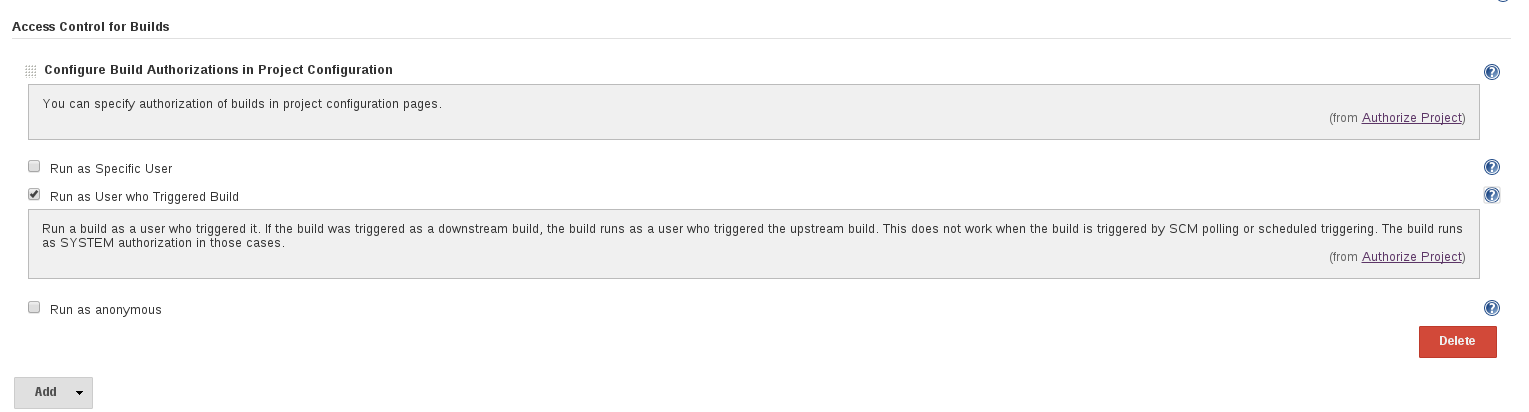 Access Control for Builds
Configure Build Authorizations in Project Configuration
You can specify authorization of builds in project configuration pages.
(from Authorize Project)
Run as Specific User
Run as User who Triggered Build
Run a build as a user who triggered it. If the build was triggered as a downstream build, the build runs as a user who triggered the upstream build. This does not work when the build is triggered by SCM polling or scheduled triggering. The build runs
as SYSTEM authorization in those cases.
(from Authorize Project)
Run as anonymous
Delete
Add